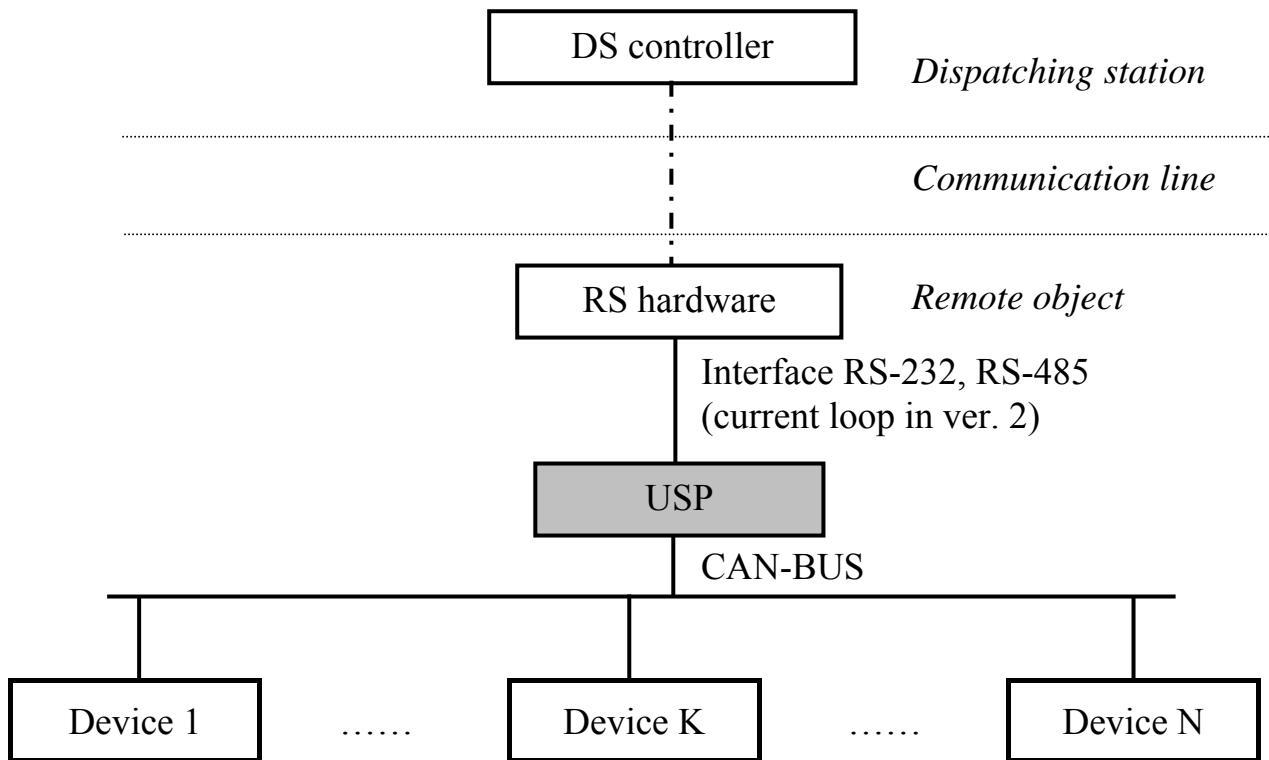 DS controller
Dispatching station
Communication line
RS hardware
Remote object
Interface RS-232, RS-485
(current loop in ver. 2)
USP
CAN-BUS
Device 1 …… Device K …… Device N